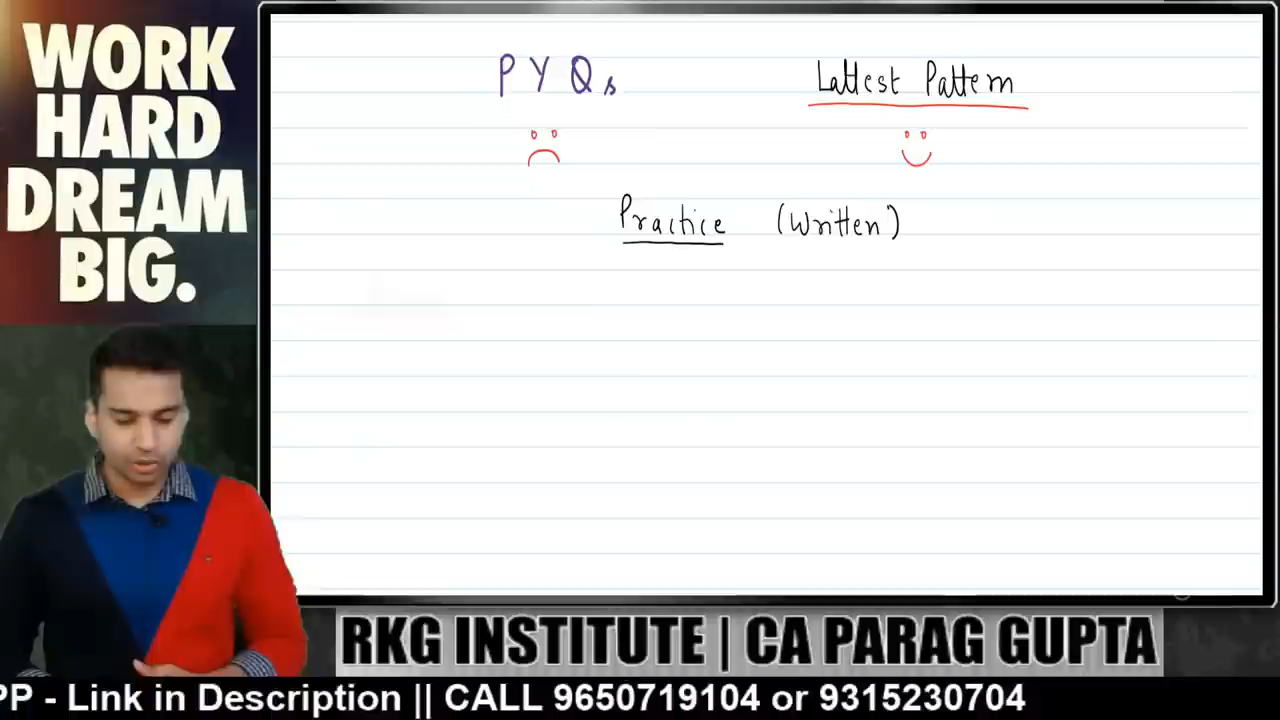 WORK
HARD
DREAM
BIG.
PYQs
Lattest Pattern
Practice (Written)
RKG INSTITUTE | CA PARAG GUPTA
PP - Link in Description || CALL 9650719104 or 9315230704